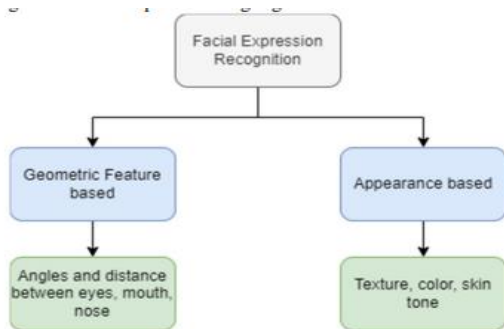 Facial Expression
Recognition
Geometric Feature
based
Appearance based
Angles and distance
between eyes, mouth,
nose
Texture, color, skin
tone